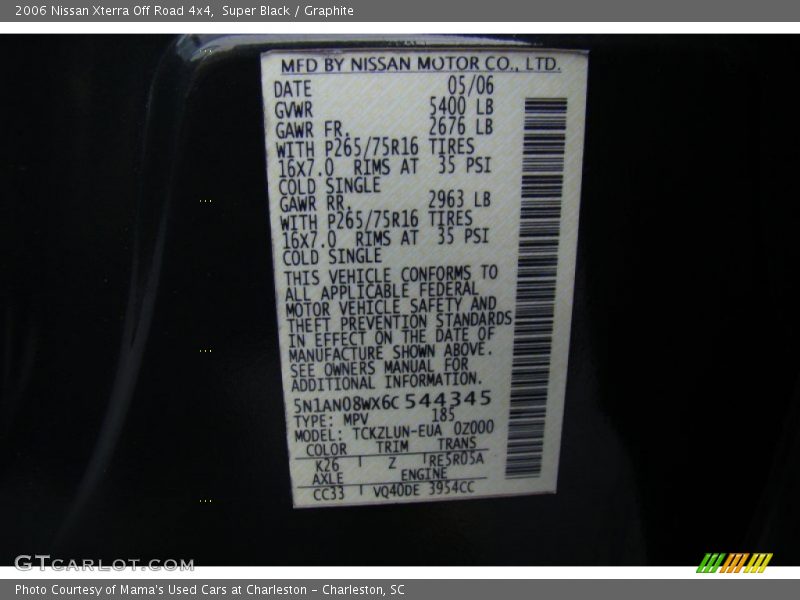 2006 Nissan Xterra Off Road 4x4, Super Black / Graphite
MFD BY NISSAN MOTOR CO., LTD.
DATE 05/06
GVWR 5400 LB
GAWR FR. 2676 LB
WITH P265/75R16 TIRES
16X7.0 RIMS AT 35 PSI
COLD SINGLE
GAWR RR. 2963 LB
WITH P265/75R16 TIRES
16X7.0 RIMS AT 35 PSI
COLD SINGLE
THIS VEHICLE CONFORMS TO
ALL APPLICABLE FEDERAL
MOTOR VEHICLE SAFETY AND
THEFT PREVENTION STANDARDS
IN EFFECT ON THE DATE OF
MANUFACTURE SHOWN ABOVE.
SEE OWNERS MANUAL FOR
ADDITIONAL INFORMATION.
5N1AN08WX6C 544345
TYPE: MPV 185
MODEL: TCKZLUN-EUA 0Z000
COLOR TRIM TRANS
K26 Z RE5R05A
AXLE ENGINE
CC33 VQ40DE 3954CC
GTCARLOT.COM
Photo Courtesy of Mama's Used Cars at Charleston - Charleston, SC